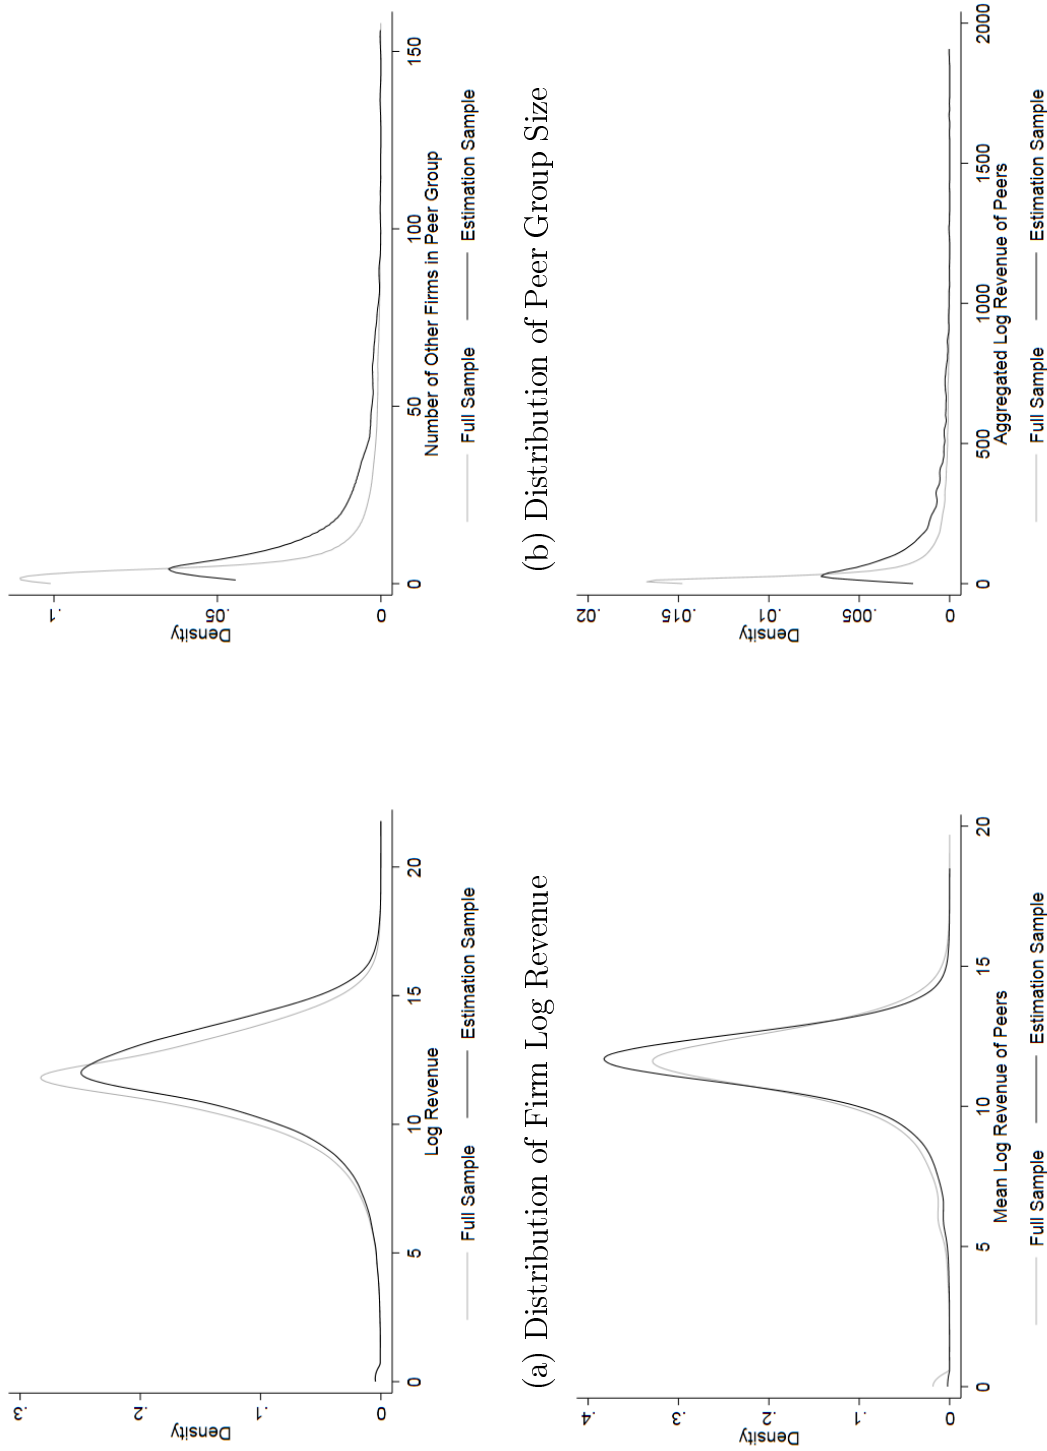 Density
.3
.2
.1
0
0
5
10
15
20
Log Revenue
Full Sample
Estimation Sample
(a) Distribution of Firm Log Revenue
Density
.1
.05
0
0
50
100
150
Number of Other Firms in Peer Group
Full Sample
Estimation Sample
(b) Distribution of Peer Group Size
Density
.4
.3
.2
.1
0
0
5
10
15
20
Mean Log Revenue of Peers
Full Sample
Estimation Sample
Density
.02
.015
.01
.005
0
0
500
1000
1500
2000
Aggregated Log Revenue of Peers
Full Sample
Estimation Sample